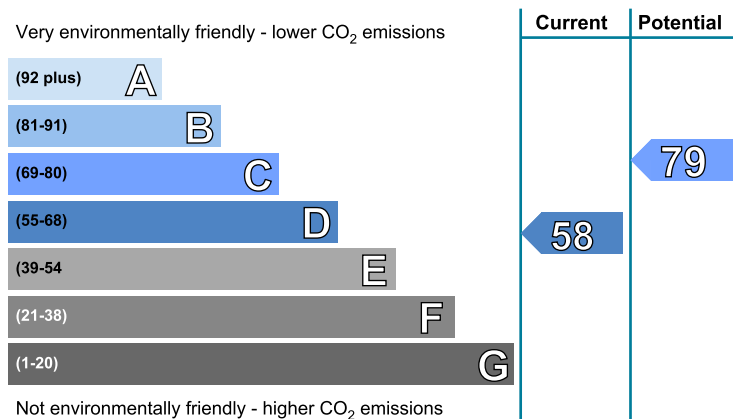 Very environmentally friendly - lower CO2 emissions
Current
Potential
(92 plus) A
(81-91) B
(69-80) C
79
(55-68) D
58
(39-54 E
(21-38) F
(1-20) G
Not environmentally friendly - higher CO2 emissions